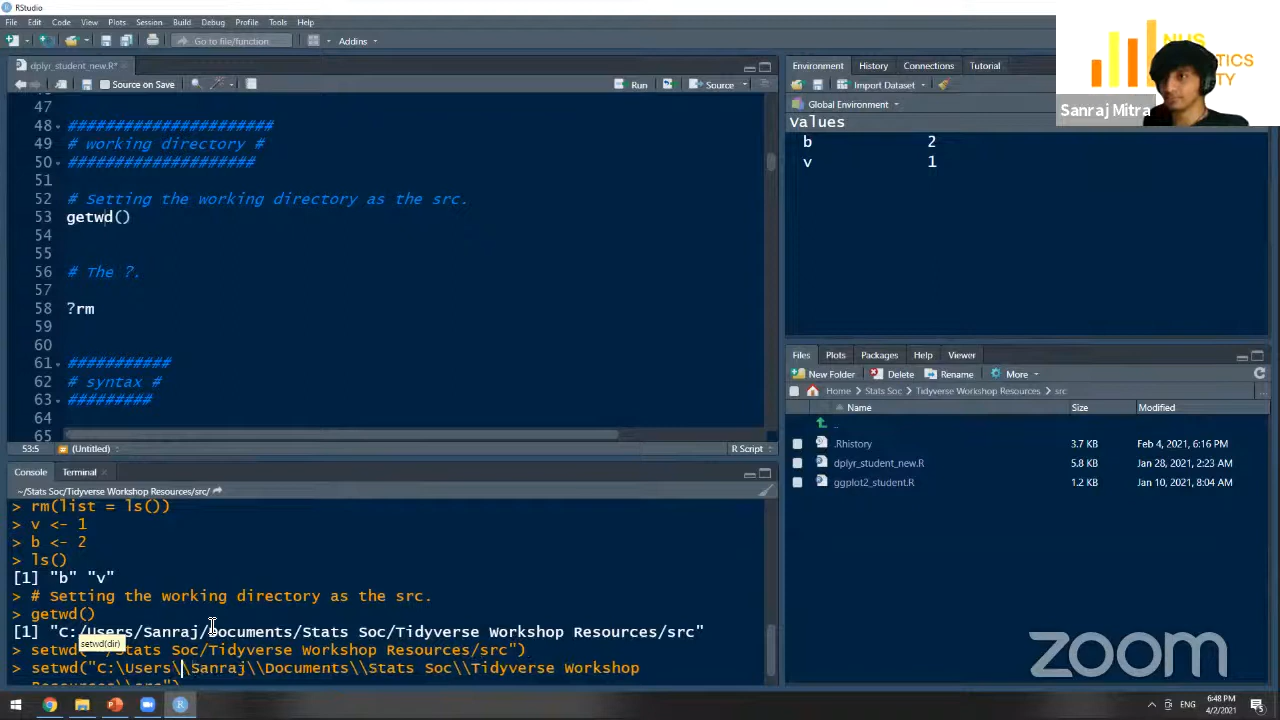 RStudio
File Edit Code View Plots Session Build Debug Profile Tools Help
Go to file/function Addins
dplyr_student_new.R*
Source on Save Run Source
47
48 ######################
49 # working directory #
50 ####################
51
52 # Setting the working directory as the src.
53 getwd()
54
55
56 # The ?.
57
58 ?rm
59
60
61 ###########
62 # syntax #
63 #########
64
65
53:5 (Untitled) R Script
Console Terminal
~/Stats Soc/Tidyverse Workshop Resources/src/
> rm(list = ls())
> v <- 1
> b <- 2
> ls()
[1] "b" "v"
> # Setting the working directory as the src.
> getwd()
[1] "C:/Users/Sanraj/Documents/Stats Soc/Tidyverse Workshop Resources/src"
setwd(dir)
> setwd("~/Stats Soc/Tidyverse Workshop Resources/src")
> setwd("C:\Users\\Sanraj\\Documents\\Stats Soc\\Tidyverse Workshop
Resources\\src")
Environment History Connections Tutorial
Import Dataset
Global Environment
Values
b 2
v 1
Sanraj Mitra
Files Plots Packages Help Viewer
New Folder Delete Rename More
Home Stats Soc Tidyverse Workshop Resources src
Name Size Modified
..
.Rhistory 3.7 KB Feb 4, 2021, 6:16 PM
dplyr_student_new.R 5.8 KB Jan 28, 2021, 2:23 AM
ggplot2_student.R 1.2 KB Jan 10, 2021, 8:04 AM
zoom
ENG
6:48 PM
4/2/2021
5